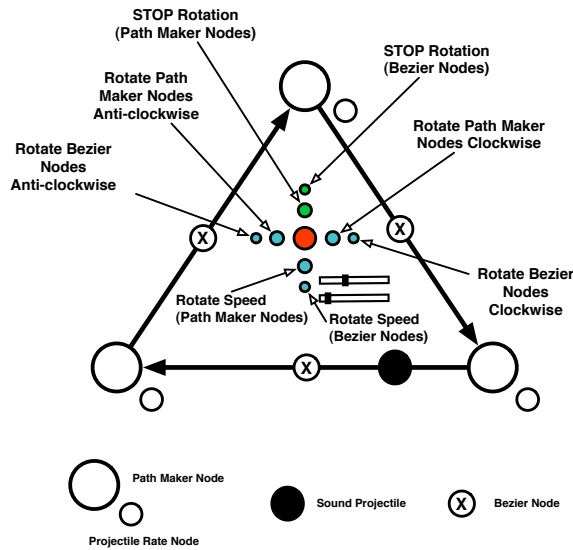 STOP Rotation
(Path Maker Nodes)
STOP Rotation
(Bezier Nodes)
Rotate Path
Maker Nodes
Anti-clockwise
Rotate Path Maker
Nodes Clockwise
Rotate Bezier
Nodes
Anti-clockwise
X
X
Rotate Bezier
Nodes
Clockwise
Rotate Speed
(Path Maker Nodes)
Rotate Speed
(Bezier Nodes)
X
Path Maker Node
Projectile Rate Node
Sound Projectile
X
Bezier Node